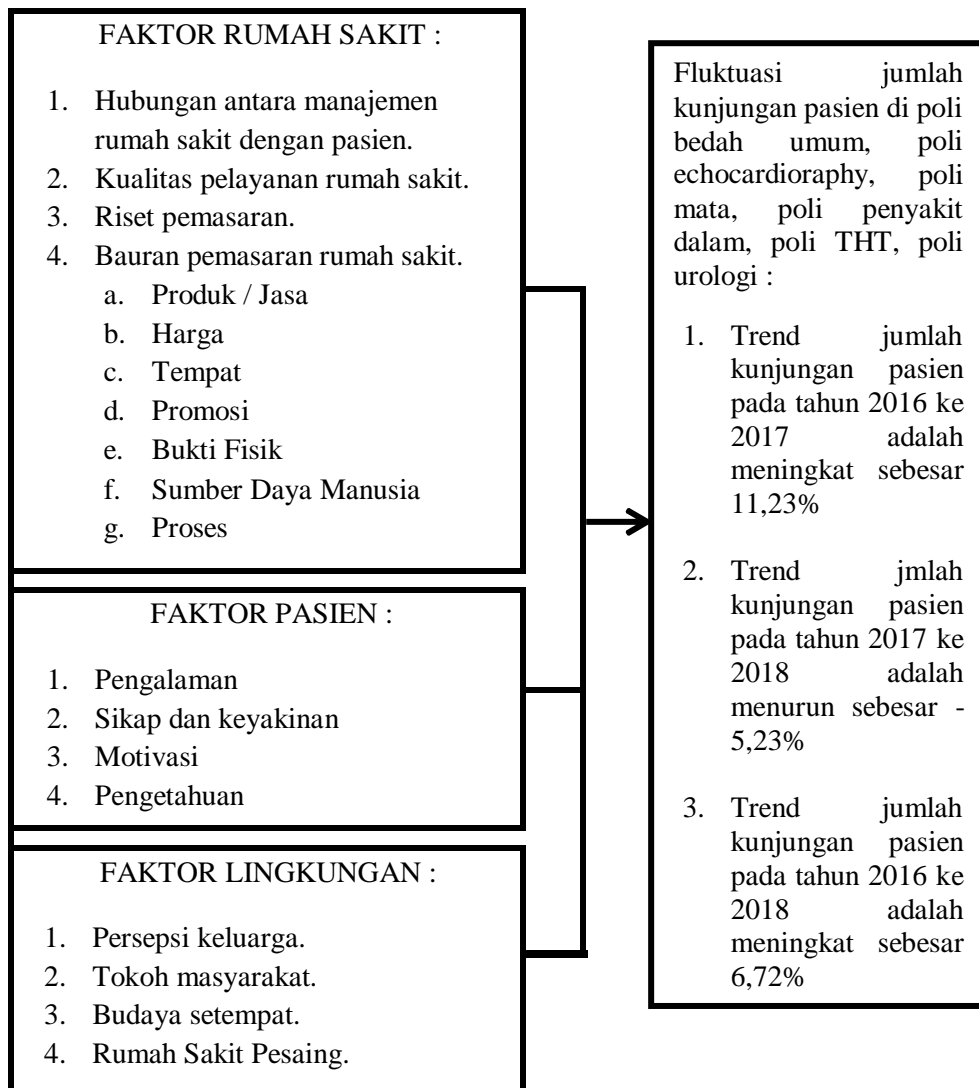 FAKTOR RUMAH SAKIT :
1. Hubungan antara manajemen
rumah sakit dengan pasien.
2. Kualitas pelayanan rumah sakit.
3. Riset pemasaran.
4. Bauran pemasaran rumah sakit.
a. Produk / Jasa
b. Harga
c. Tempat
d. Promosi
e. Bukti Fisik
f. Sumber Daya Manusia
g. Proses
FAKTOR PASIEN :
1. Pengalaman
2. Sikap dan keyakinan
3. Motivasi
4. Pengetahuan
FAKTOR LINGKUNGAN :
1. Persepsi keluarga.
2. Tokoh masyarakat.
3. Budaya setempat.
4. Rumah Sakit Pesaing.
Fluktuasi jumlah
kunjungan pasien di poli
bedah umum, poli
echocardioraphy, poli
mata, poli penyakit
dalam, poli THT, poli
urologi :
1. Trend jumlah
kunjungan pasien
pada tahun 2016 ke
2017 adalah
meningkat sebesar
11,23%
2. Trend jmlah
kunjungan pasien
pada tahun 2017 ke
2018 adalah
menurun sebesar -
5,23%
3. Trend jumlah
kunjungan pasien
pada tahun 2016 ke
2018 adalah
meningkat sebesar
6,72%